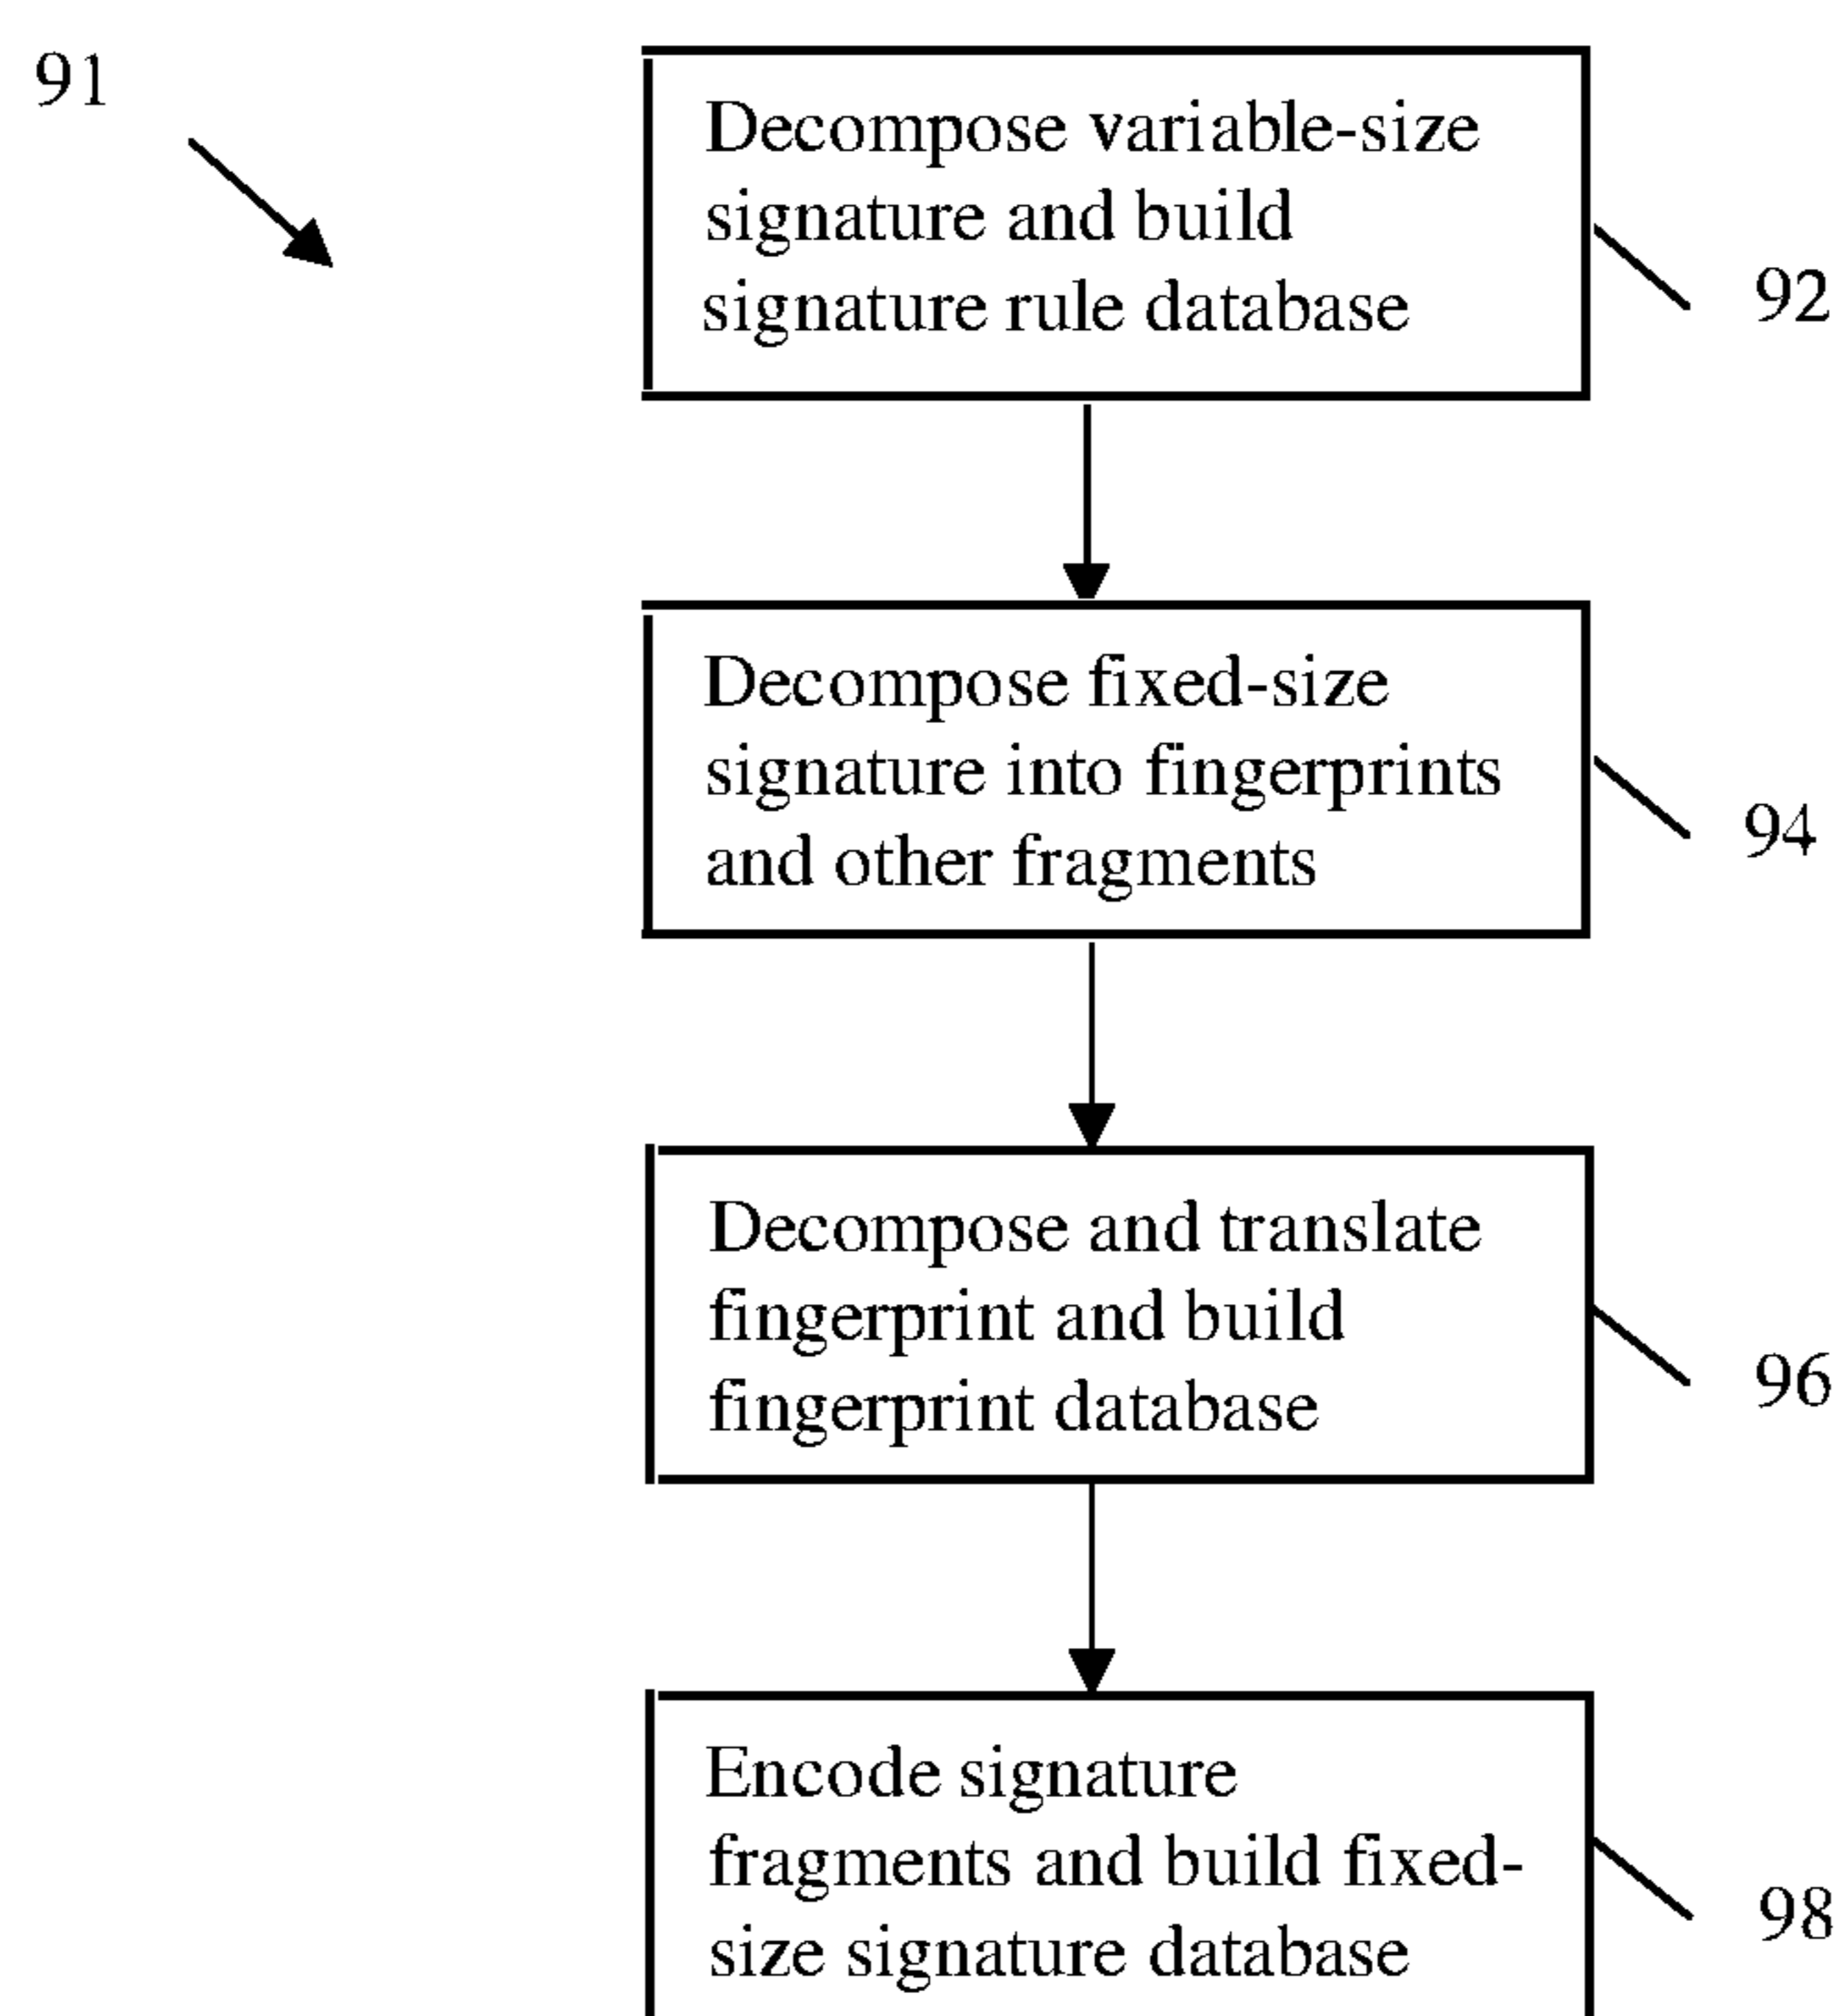 91
Decompose variable-size
signature and build
signature rule database
92
Decompose fixed-size
signature into fingerprints
and other fragments
94
Decompose and translate
fingerprint and build
fingerprint database
96
Encode signature
fragments and build fixed-
size signature database
98